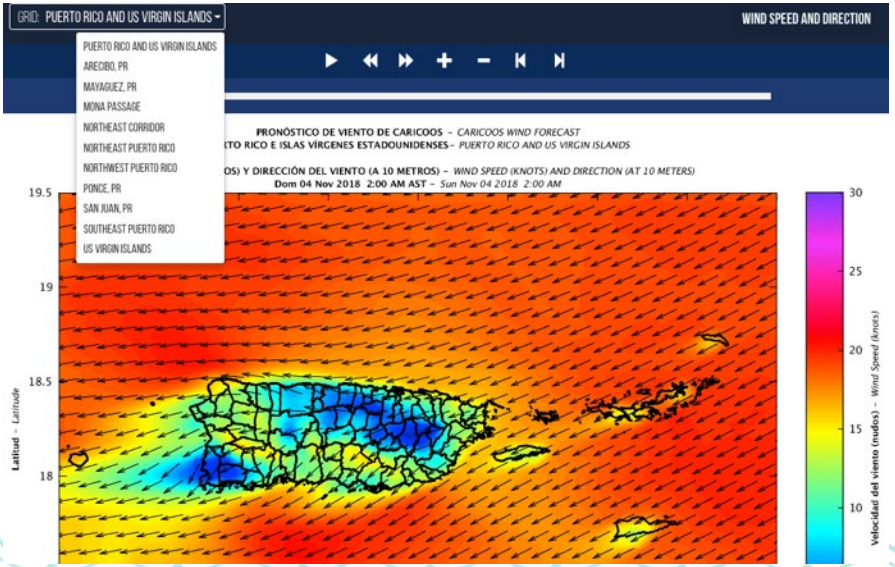 GRID: PUERTO RICO AND US VIRGIN ISLANDS
WIND SPEED AND DIRECTION
PUERTO RICO AND US VIRGIN ISLANDS
ARECIBO, PR
MAYAGUEZ, PR
MONA PASSAGE
NORTHEAST CORRIDOR
NORTHEAST PUERTO RICO
NORTHWEST PUERTO RICO
PONCE, PR
SAN JUAN, PR
SOUTHEAST PUERTO RICO
US VIRGIN ISLANDS
PRONÓSTICO DE VIENTO DE CARICOOS – CARICOOS WIND FORECAST
RTO RICO E ISLAS VÍRGENES ESTADOUNIDENSES– PUERTO RICO AND US VIRGIN ISLANDS
OS) Y DIRECCIÓN DEL VIENTO (A 10 METROS) – WIND SPEED (KNOTS) AND DIRECTION (AT 10 METERS)
Dom 04 Nov 2018 2:00 AM AST – Sun Nov 04 2018 2:00 AM
19.5
19
18.5
18
Latitud – Latitude
30
25
20
15
10
Velocidad del viento (nudos) – Wind Speed (knots)